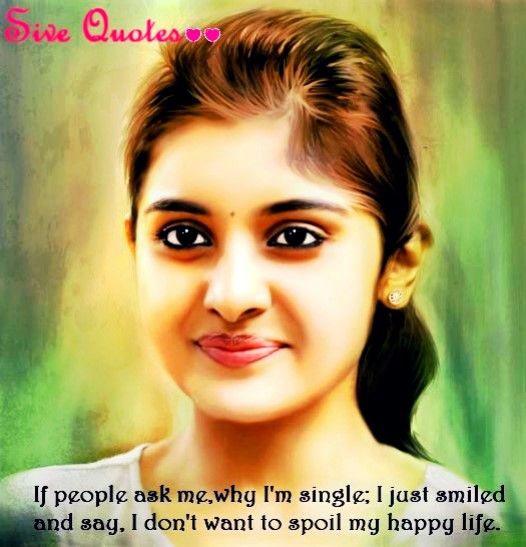 Sive Quotes
If people ask me,why I'm single; I just smiled
and say, I don't want to spoil my happy life.